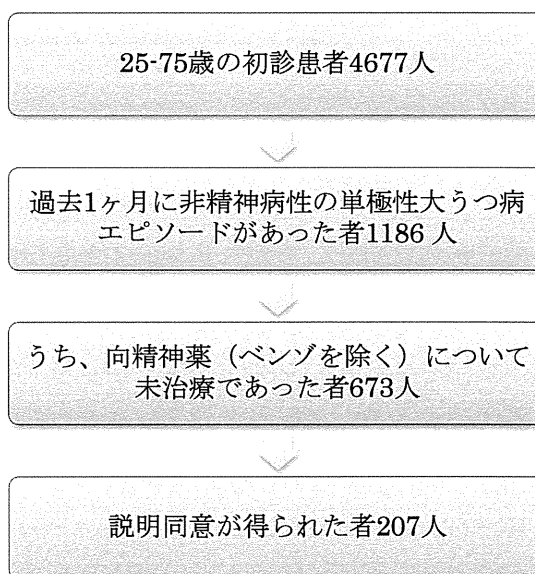 25-75歳の初診患者4677人
過去1ヶ月に非精神病性の単極性大うつ病
エピソードがあった者1186 人
うち、向精神薬（ベンゾを除く）について
未治療であった者673人
説明同意が得られた者207人